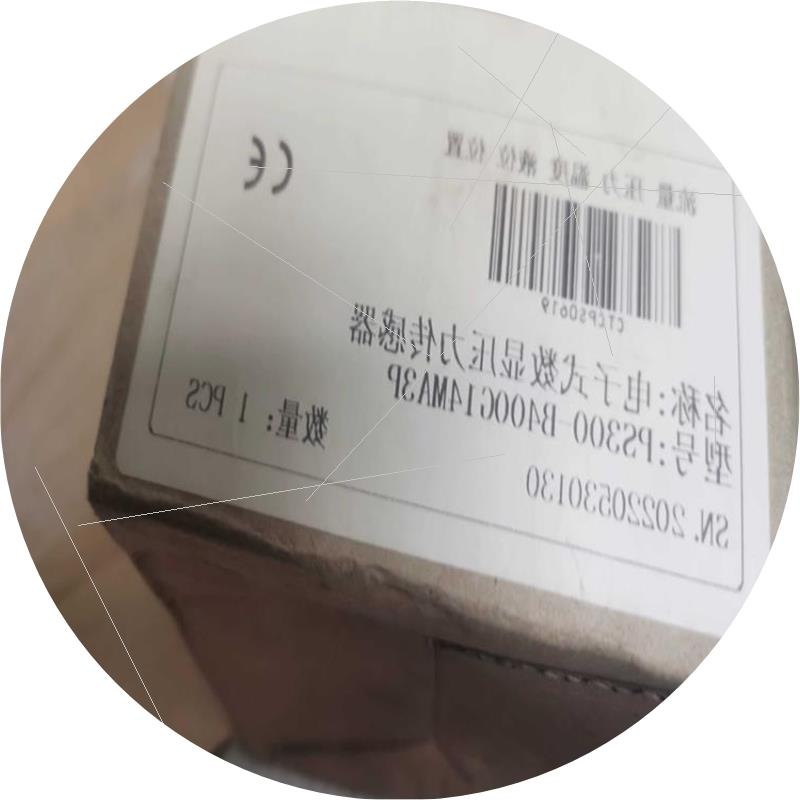 流量 压力 温度 液位 位置
CE
CTCPS0619
名称:电子式数显压力传感器
型号:PS300-B400G14MA3P
数量: 1 PCS
SN. 20220530130